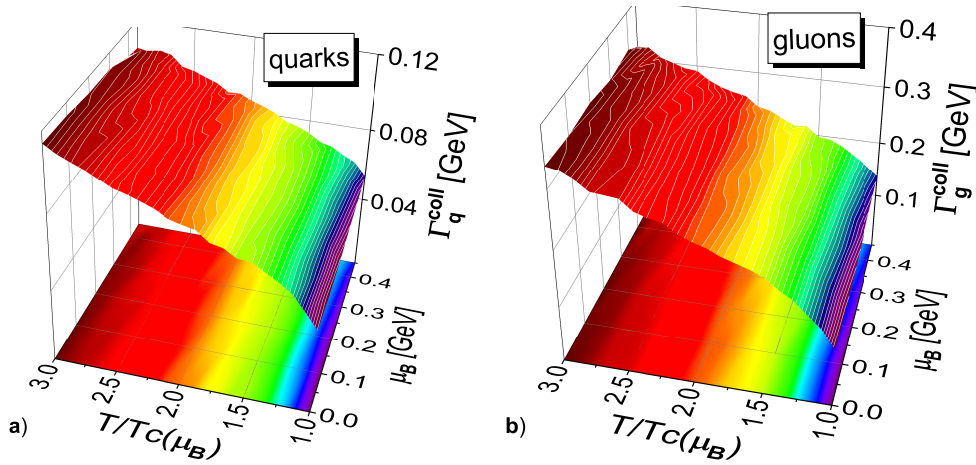 quarks
0.12
0.08
0.04
Γ_q^coll [GeV]
0.4
0.3
0.2
0.1
0.0
μ_B [GeV]
3.0
2.5
2.0
1.5
1.0
T/Tc(μ_B)
a)
gluons
0.4
0.3
0.2
0.1
Γ_g^coll [GeV]
0.4
0.3
0.2
0.1
0.0
μ_B [GeV]
3.0
2.5
2.0
1.5
1.0
T/Tc(μ_B)
b)